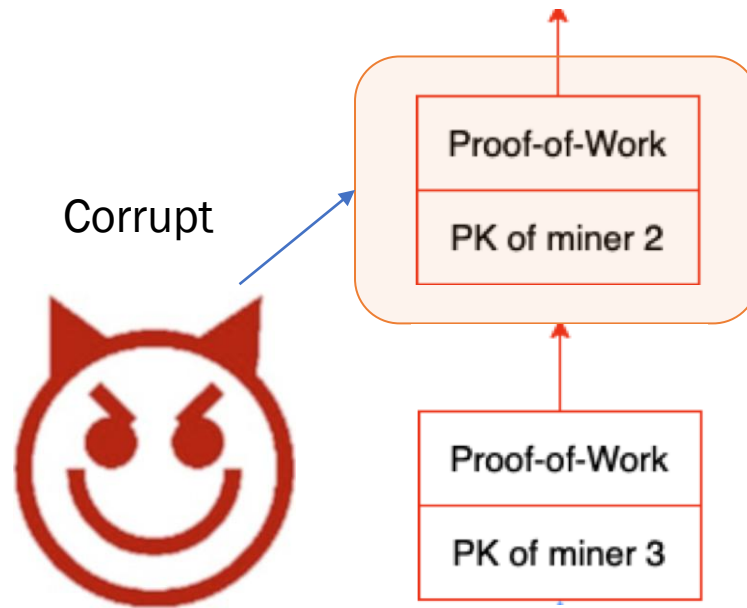 Proof-of-Work
PK of miner 2
Corrupt
Proof-of-Work
PK of miner 3